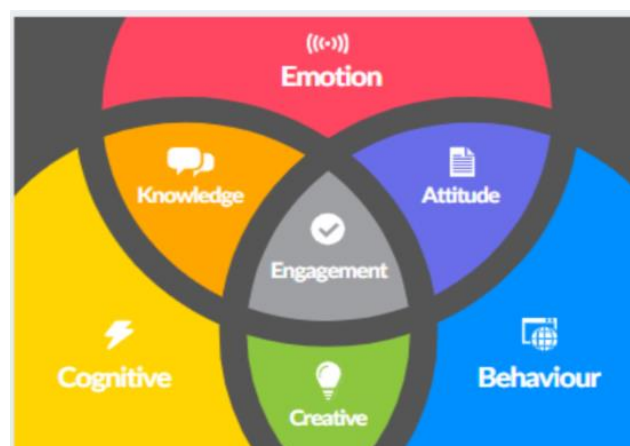 Emotion
Knowledge
Attitude
Engagement
Cognitive
Behaviour
Creative